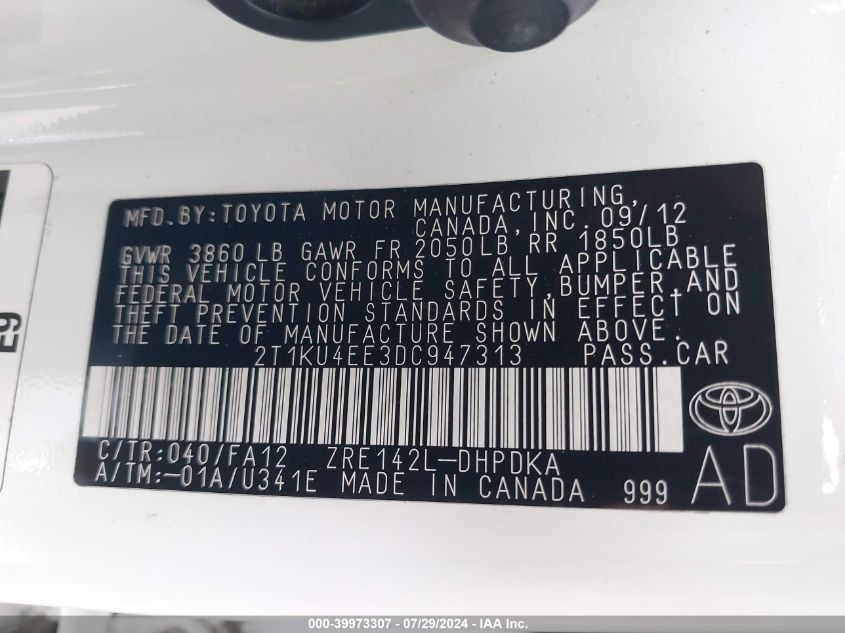 MFD. BY: TOYOTA MOTOR MANUFACTURING,
CANADA, INC. 09/12
GVWR 3860 LB GAWR FR 2050LB RR 1850LB
THIS VEHICLE CONFORMS TO ALL APPLICABLE
FEDERAL MOTOR VEHICLE SAFETY, BUMPER, AND
THEFT PREVENTION STANDARDS IN EFFECT ON
THE DATE OF MANUFACTURE SHOWN ABOVE.
2T1KU4EE3DC947313 PASS. CAR
C/TR: 040/FA12 ZRE142L-DHPDKA
A/TM: -01A/U341E MADE IN CANADA 999
AD
000-39973307 - 07/29/2024 - IAA Inc.